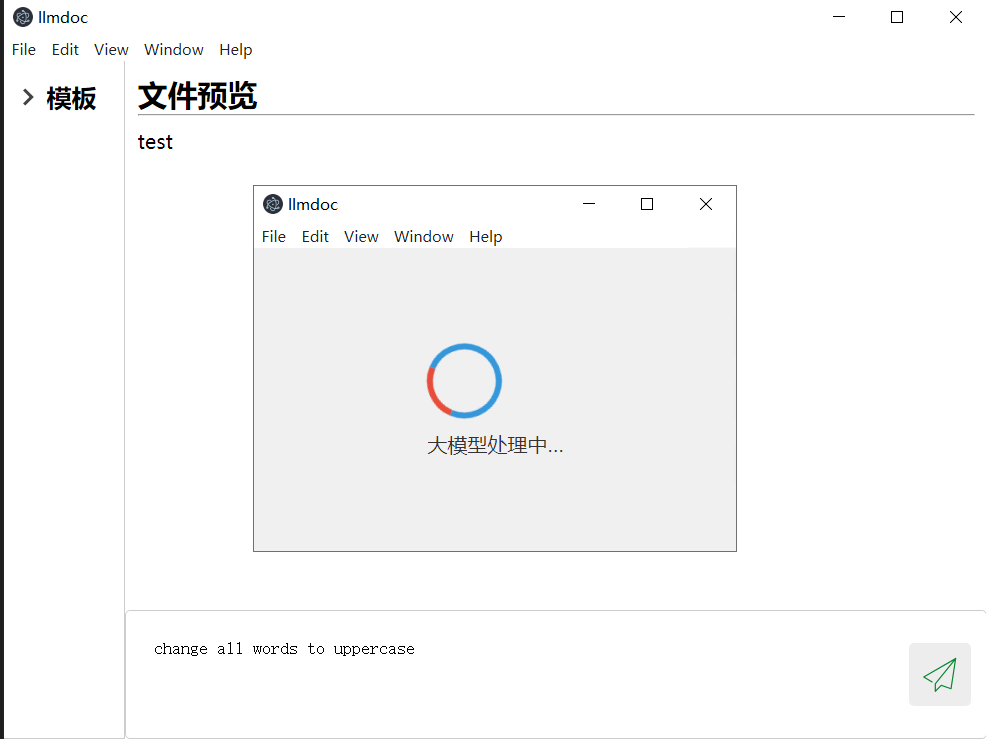 llmdoc
File Edit View Window Help
模板
文件预览
test
llmdoc
File Edit View Window Help
大模型处理中...
change all words to uppercase